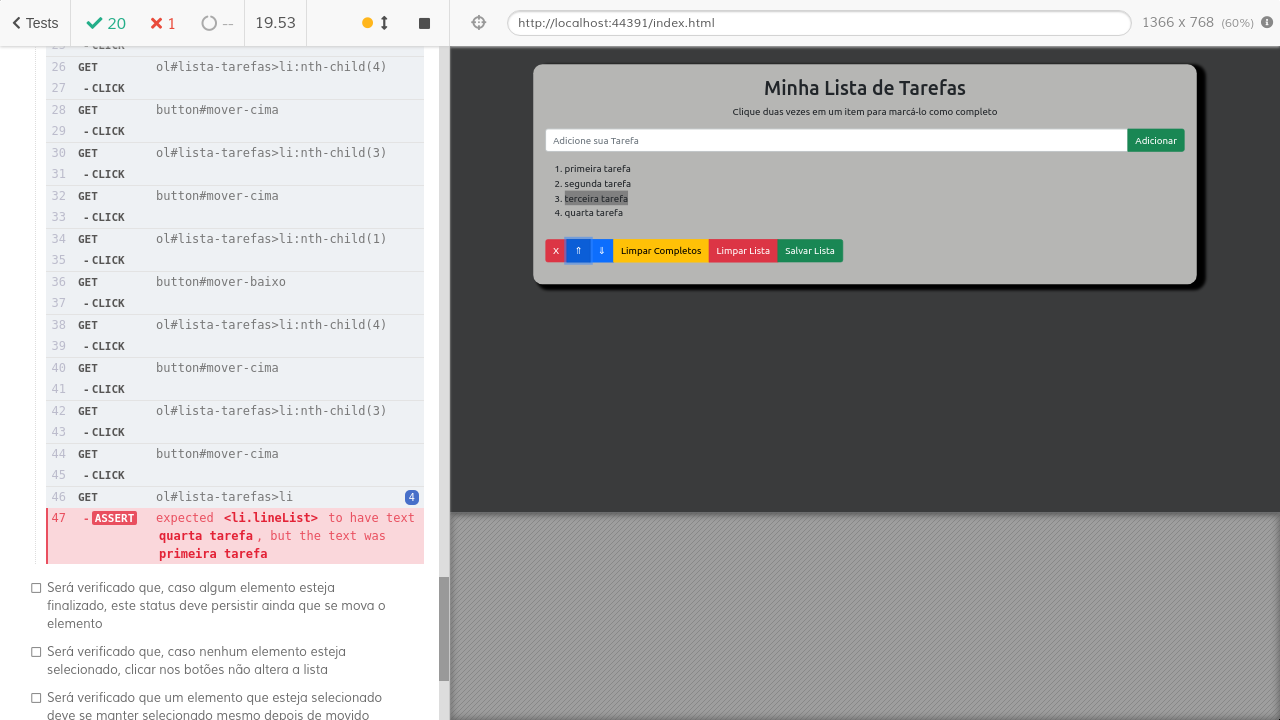 Tests
20
1
--
19.53
http://localhost:44391/index.html
1366 x 768 (60%)
25 - CLICK
26 GET ol#lista-tarefas>li:nth-child(4)
27 - CLICK
28 GET button#mover-cima
29 - CLICK
30 GET ol#lista-tarefas>li:nth-child(3)
31 - CLICK
32 GET button#mover-cima
33 - CLICK
34 GET ol#lista-tarefas>li:nth-child(1)
35 - CLICK
36 GET button#mover-baixo
37 - CLICK
38 GET ol#lista-tarefas>li:nth-child(4)
39 - CLICK
40 GET button#mover-cima
41 - CLICK
42 GET ol#lista-tarefas>li:nth-child(3)
43 - CLICK
44 GET button#mover-cima
45 - CLICK
46 GET ol#lista-tarefas>li 4
47 - ASSERT expected <li.lineList> to have text
quarta tarefa , but the text was
primeira tarefa
Será verificado que, caso algum elemento esteja
finalizado, este status deve persistir ainda que se mova o
elemento
Será verificado que, caso nenhum elemento esteja
selecionado, clicar nos botões não altera a lista
Será verificado que um elemento que esteja selecionado
deve se manter selecionado mesmo depois de movido
Minha Lista de Tarefas
Clique duas vezes em um item para marcá-lo como completo
Adicione sua Tarefa
Adicionar
1. primeira tarefa
2. segunda tarefa
3. terceira tarefa
4. quarta tarefa
X ⇑ ⇓ Limpar Completos Limpar Lista Salvar Lista